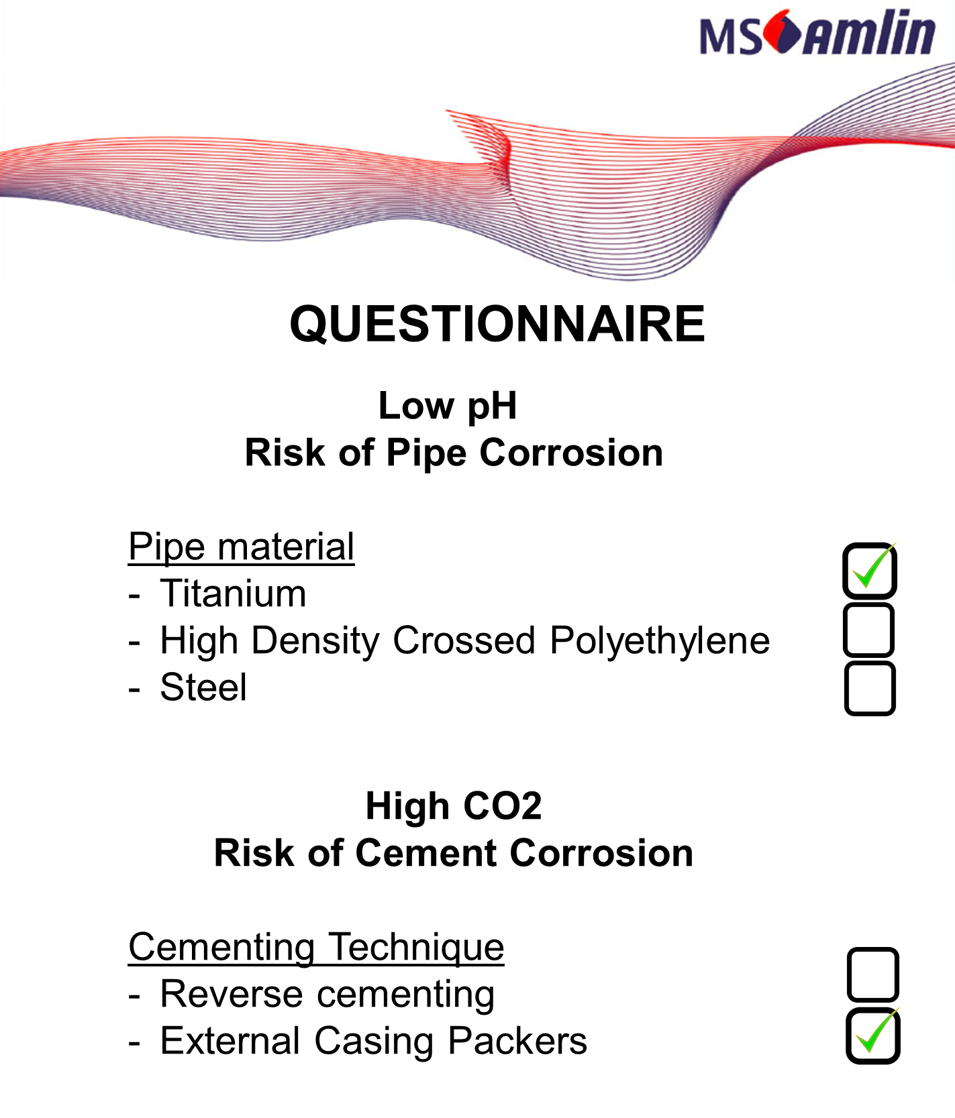 MS amlin
QUESTIONNAIRE
Low pH
Risk of Pipe Corrosion
Pipe material
- Titanium
- High Density Crossed Polyethylene
- Steel
High CO2
Risk of Cement Corrosion
Cementing Technique
- Reverse cementing
- External Casing Packers